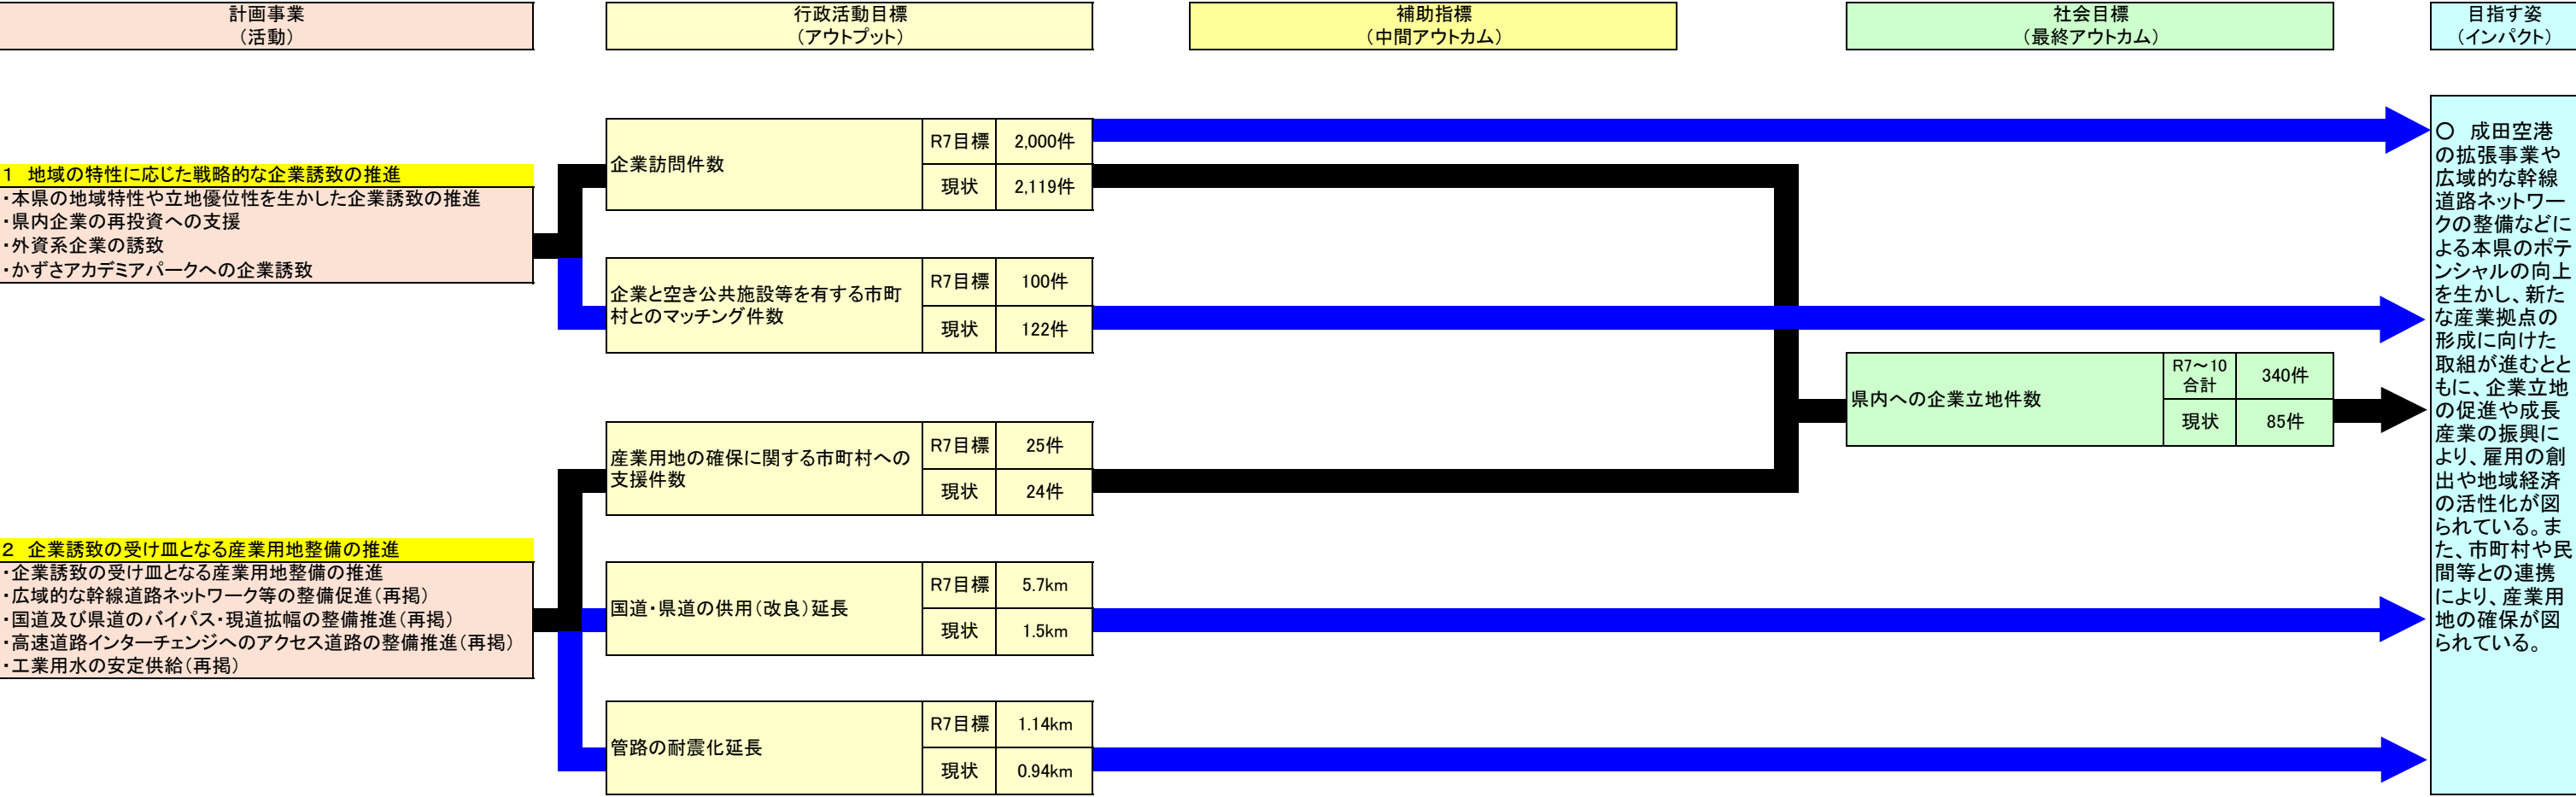 計画事業
（活動）
行政活動目標
（アウトプット）
補助指標
（中間アウトカム）
社会目標
（最終アウトカム）
目指す姿
（インパクト）
1 地域の特性に応じた戦略的な企業誘致の推進
・本県の地域特性や立地優位性を生かした企業誘致の推進
・県内企業の再投資への支援
・外資系企業の誘致
・かずさアカデミアパークへの企業誘致
2 企業誘致の受け皿となる産業用地整備の推進
・企業誘致の受け皿となる産業用地整備の推進
・広域的な幹線道路ネットワーク等の整備促進(再掲)
・国道及び県道のバイパス・現道拡幅の整備推進(再掲)
・高速道路インターチェンジへのアクセス道路の整備推進(再掲)
・工業用水の安定供給(再掲)
企業訪問件数
R7目標 2,000件
現状 2,119件
企業と空き公共施設等を有する市町
村とのマッチング件数
R7目標 100件
現状 122件
産業用地の確保に関する市町村への
支援件数
R7目標 25件
現状 24件
国道・県道の供用(改良)延長
R7目標 5.7km
現状 1.5km
管路の耐震化延長
R7目標 1.14km
現状 0.94km
県内への企業立地件数
R7～10
合計 340件
現状 85件
〇 成田空港
の拡張事業や
広域的な幹線
道路ネットワー
クの整備などに
よる本県のポテ
ンシャルの向上
を生かし、新た
な産業拠点の
形成に向けた
取組が進むとと
もに、企業立地
の促進や成長
産業の振興に
より、雇用の創
出や地域経済
の活性化が図
られている。ま
た、市町村や民
間等との連携
により、産業用
地の確保が図
られている。